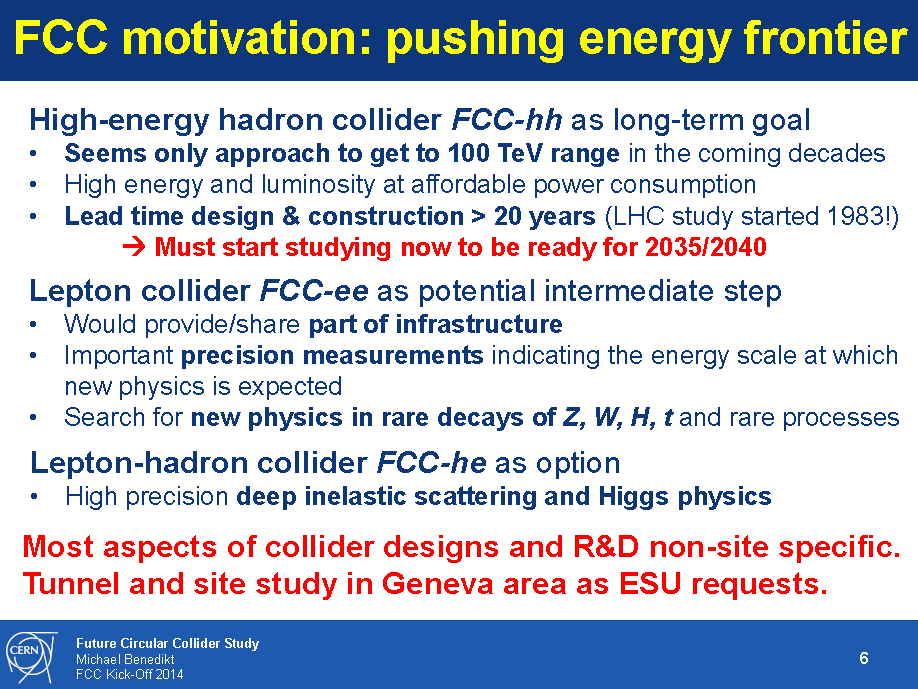 FCC motivation: pushing energy frontier
High-energy hadron collider FCC-hh as long-term goal
• Seems only approach to get to 100 TeV range in the coming decades
• High energy and luminosity at affordable power consumption
• Lead time design & construction > 20 years (LHC study started 1983!)
→ Must start studying now to be ready for 2035/2040
Lepton collider FCC-ee as potential intermediate step
• Would provide/share part of infrastructure
• Important precision measurements indicating the energy scale at which
new physics is expected
• Search for new physics in rare decays of Z, W, H, t and rare processes
Lepton-hadron collider FCC-he as option
• High precision deep inelastic scattering and Higgs physics
Most aspects of collider designs and R&D non-site specific.
Tunnel and site study in Geneva area as ESU requests.
CERN
Future Circular Collider Study
Michael Benedikt
FCC Kick-Off 2014
6